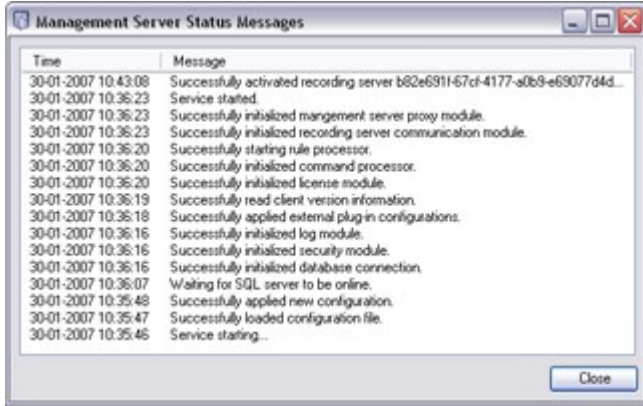 Management Server Status Messages
Time Message
30-01-2007 10:43:08 Successfully activated recording server b82e691f-67cf-4177-a0b9-e69077d4d...
30-01-2007 10:36:23 Service started.
30-01-2007 10:36:23 Successfully initialized mangement server proxy module.
30-01-2007 10:36:23 Successfully initialized recording server communication module.
30-01-2007 10:36:20 Successfully starting rule processor.
30-01-2007 10:36:20 Successfully initialized command processor.
30-01-2007 10:36:20 Successfully initialized license module.
30-01-2007 10:36:19 Successfully read client version information.
30-01-2007 10:36:18 Successfully applied external plug-in configurations.
30-01-2007 10:36:16 Successfully initialized log module.
30-01-2007 10:36:16 Successfully initialized security module.
30-01-2007 10:36:16 Successfully initialized database connection.
30-01-2007 10:36:07 Waiting for SQL server to be online.
30-01-2007 10:35:48 Successfully applied new configuration.
30-01-2007 10:35:47 Successfully loaded configuration file.
30-01-2007 10:35:46 Service starting...
Close